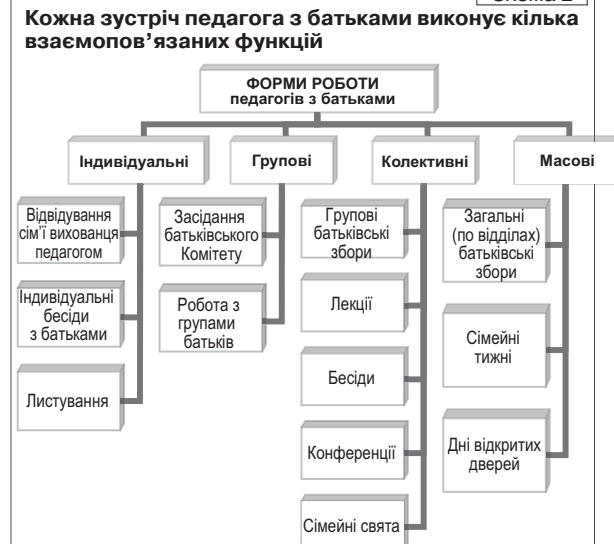 Кожна зустріч педагога з батьками виконує кілька
взаємопов’язаних функцій
ФОРМИ РОБОТИ
педагогів з батьками
Індивідуальні
Групові
Колективні
Масові
Відвідування
сім’ї вихованця
педагогом
Індивідуальні
бесіди
з батьками
Листування
Засідання
батьківського
Комітету
Робота з
групами
батьків
Групові
батьківські
збори
Лекції
Бесіди
Конференції
Сімейні свята
Загальні
(по відділах)
батьківські
збори
Сімейні
тижні
Дні відкритих
дверей